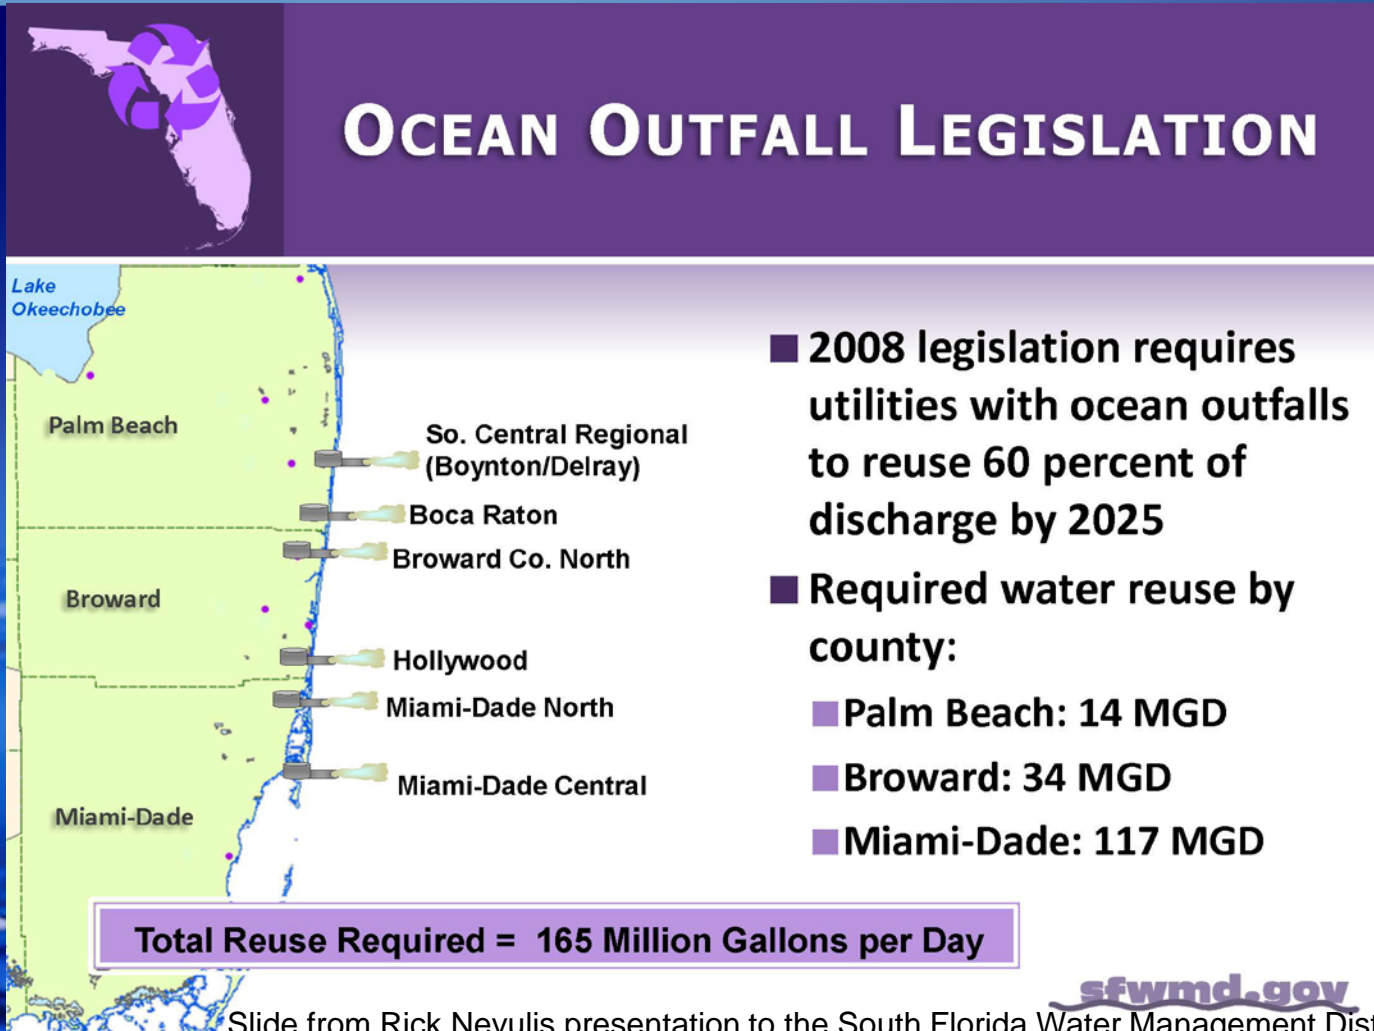 OCEAN OUTFALL LEGISLATION
Lake
Okeechobee
Palm Beach
Broward
Miami-Dade
So. Central Regional
(Boynton/Delray)
Boca Raton
Broward Co. North
Hollywood
Miami-Dade North
Miami-Dade Central
2008 legislation requires
utilities with ocean outfalls
to reuse 60 percent of
discharge by 2025
Required water reuse by
county:
Palm Beach: 14 MGD
Broward: 34 MGD
Miami-Dade: 117 MGD
Total Reuse Required = 165 Million Gallons per Day
sfwmd.gov
Slide from Rick Nevulis presentation to the South Florida Water Management Dist